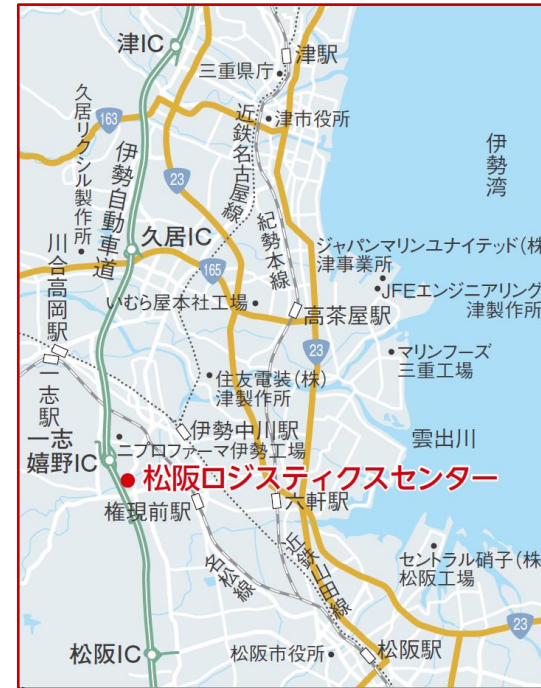 津IC
津駅
三重県庁
久居リクシル製作所
163
近鉄名古屋線
津市役所
伊勢自動車道
23
紀勢本線
伊勢湾
川合高岡駅
久居IC
165
ジャパンマリンユナイテッド(株
津事業所
JFEエンジニアリング
津製作所
いむら屋本社工場
高茶屋駅
23
マリンフーズ
三重工場
一志駅
住友電装(株)
津製作所
伊勢中川駅
ニプロファーマ伊勢工場
雲出川
一志
嬉野IC
松阪ロジスティクスセンター
権現前駅
六軒駅
名松線
近鉄山田線
セントラル硝子(株
松阪工場
23
松阪IC
松阪市役所
松阪駅